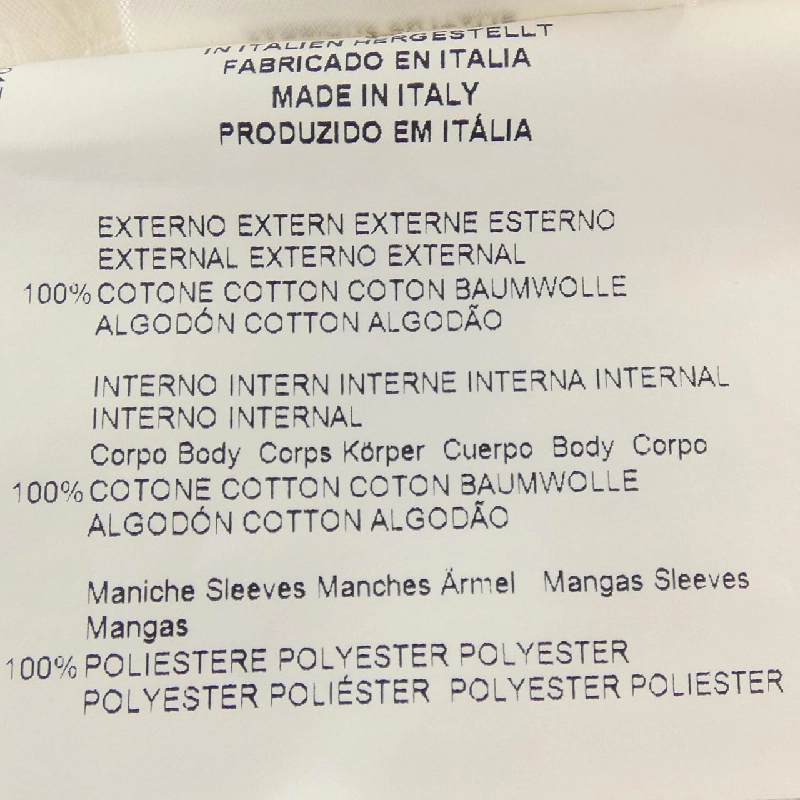 IN ITALIEN HERGESTELLT
FABRICADO EN ITALIA
MADE IN ITALY
PRODUZIDO EM ITÁLIA
EXTERNO EXTERN EXTERNE ESTERNO
EXTERNAL EXTERNO EXTERNAL
100% COTONE COTTON COTON BAUMWOLLE
ALGODÓN COTTON ALGODÃO
INTERNO INTERN INTERNE INTERNA INTERNAL
INTERNO INTERNAL
Corpo Body Corps Körper Cuerpo Body Corpo
100% COTONE COTTON COTON BAUMWOLLE
ALGODÓN COTTON ALGODÃO
Maniche Sleeves Manches Ärmel Mangas Sleeves
Mangas
100% POLIESTERE POLYESTER POLYESTER
POLYESTER POLIÉSTER POLYESTER POLIESTER